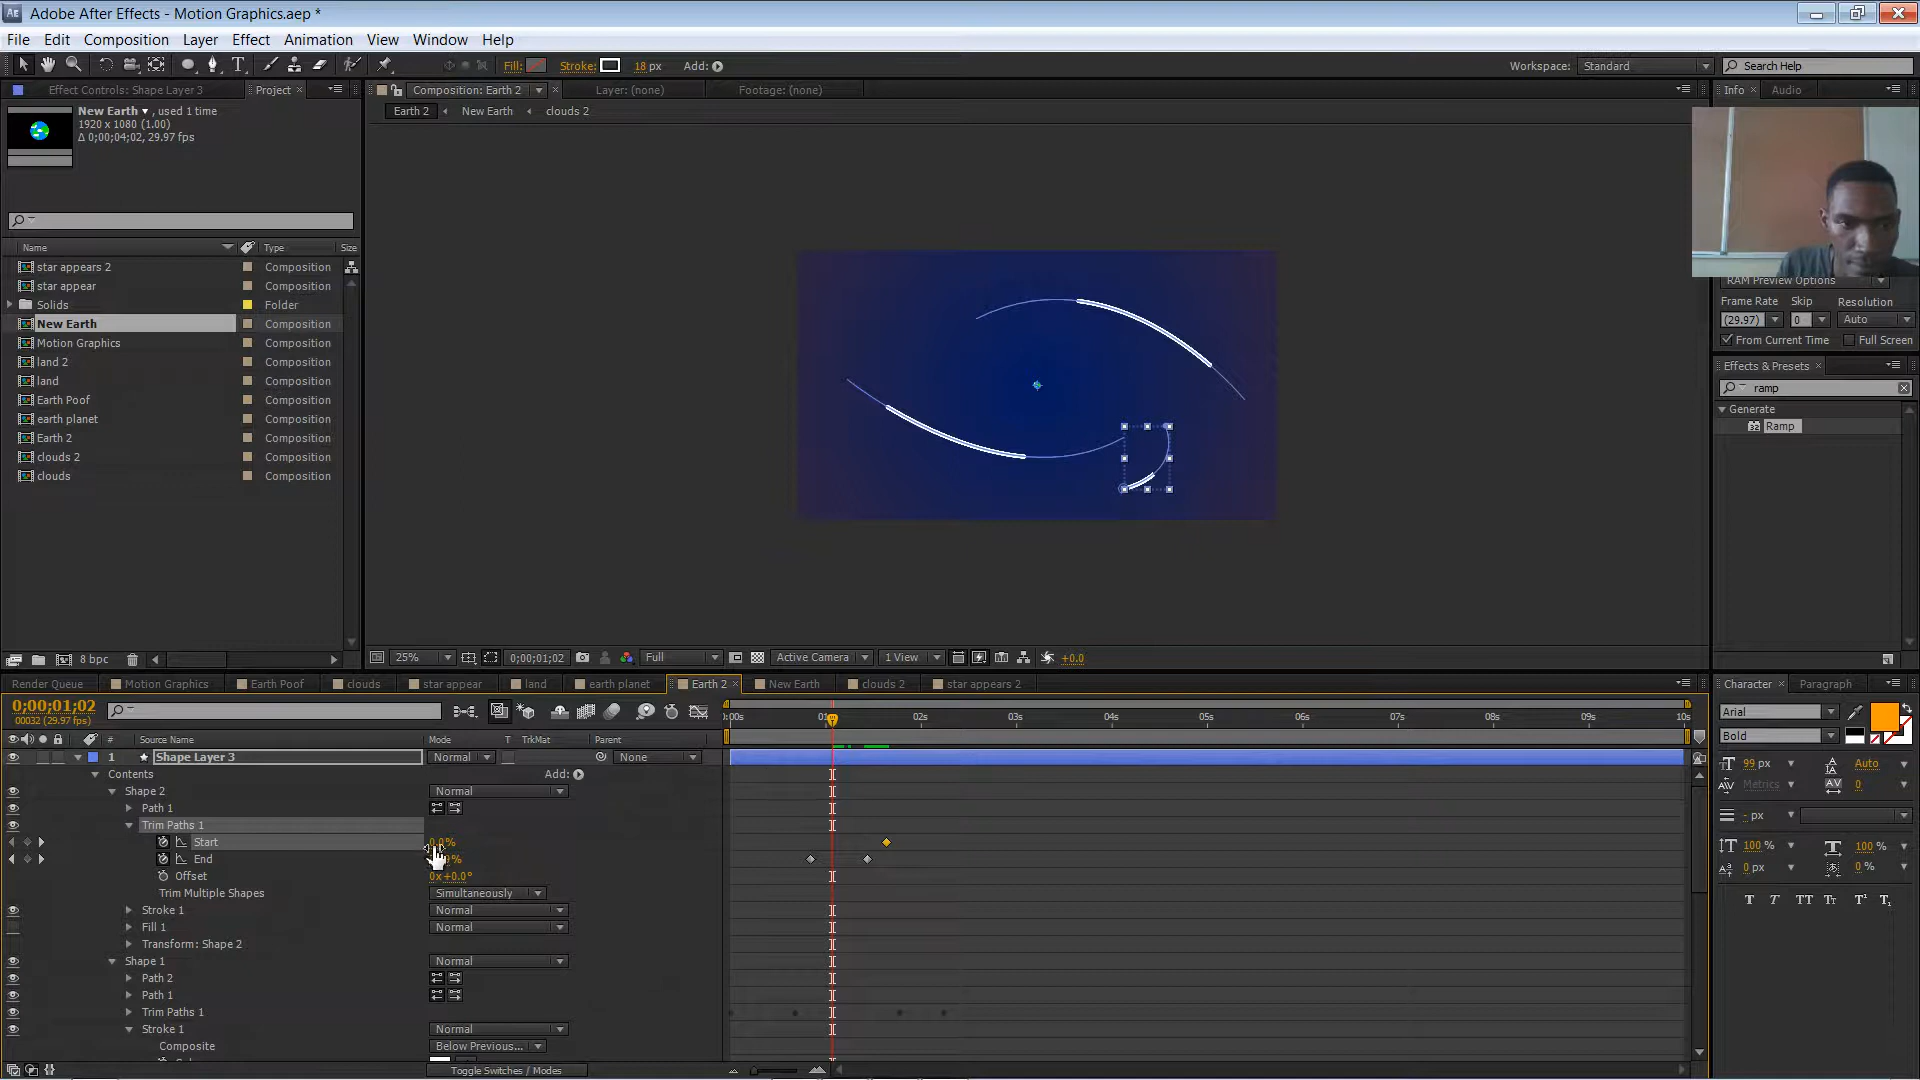 Adobe After Effects - Motion Graphics.aep *
File Edit Composition Layer Effect Animation View Window Help
Fill: Stroke: 18 px Add: Workspace: Standard Search Help
Effect Controls: Shape Layer 3 Project Composition: Earth 2 Layer: (none) Footage: (none) Info Audio
New Earth , used 1 time
1920 x 1080 (1.00)
Δ 0;00;04;02, 29.97 fps
Earth 2 New Earth clouds 2
Name Type Size
star appears 2 Composition
star appear Composition
Solids Folder
New Earth Composition
Motion Graphics Composition
land 2 Composition
land Composition
Earth Poof Composition
earth planet Composition
Earth 2 Composition
clouds 2 Composition
clouds Composition
RAM Preview Options
Frame Rate Skip Resolution
(29.97) 0 Auto
From Current Time Full Screen
Effects & Presets
ramp
Generate
32 Ramp
8 bpc 25% 0;00;01;02 Full Active Camera 1 View +0.0
Render Queue Motion Graphics Earth Poof clouds star appear land earth planet Earth 2 New Earth clouds 2 star appears 2
0;00;01;02
00032 (29.97 fps)
:00s 01s 02s 03s 04s 05s 06s 07s 08s 09s 10s
# Source Name Mode T TrkMat Parent
1 Shape Layer 3 Normal None
Contents Add:
Shape 2 Normal
Path 1
Trim Paths 1
Start 0.0%
End %
Offset 0x+0.0°
Trim Multiple Shapes Simultaneously
Stroke 1 Normal
Fill 1 Normal
Transform: Shape 2
Shape 1 Normal
Path 2
Path 1
Trim Paths 1
Stroke 1 Normal
Composite Below Previous...
Toggle Switches / Modes
Character Paragraph
Arial
Bold
99 px Auto
Metrics 0
- px
100 % 100 %
0 px 0 %
T T TT Tt T¹ T₁